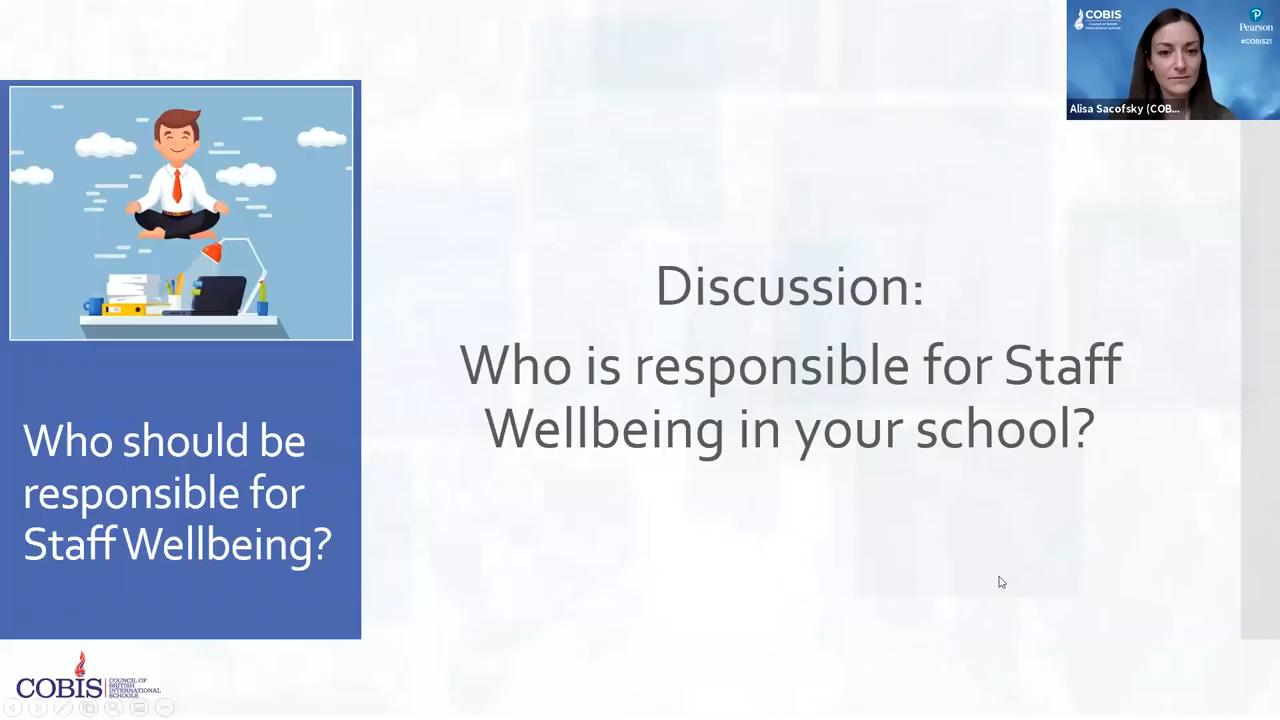 COBIS
Council of British
International Schools
Pearson
#COBIS21
Alisa Sacofsky (COB...
Discussion:
Who is responsible for Staff
Wellbeing in your school?
Who should be
responsible for
Staff Wellbeing?
COBIS
COUNCIL OF
BRITISH
INTERNATIONAL
SCHOOLS